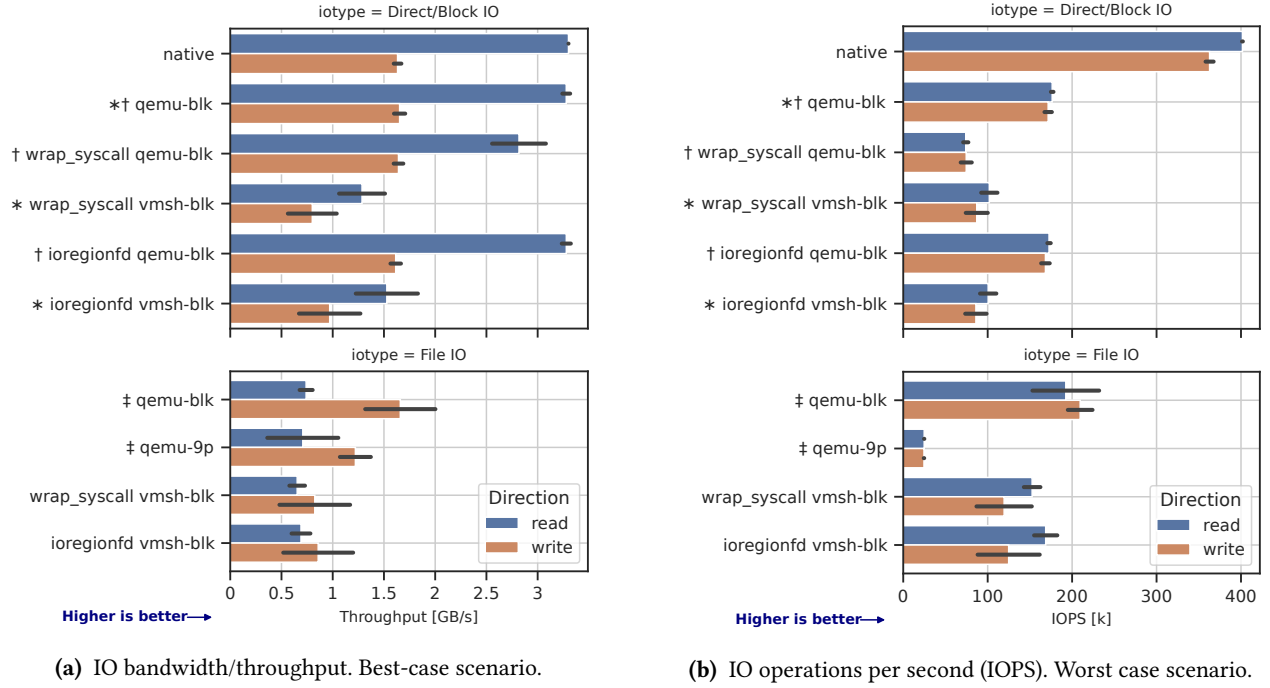 iotype = Direct/Block IO
native
∗† qemu-blk
† wrap_syscall qemu-blk
∗ wrap_syscall vmsh-blk
† ioregionfd qemu-blk
∗ ioregionfd vmsh-blk
iotype = File IO
‡ qemu-blk
‡ qemu-9p
wrap_syscall vmsh-blk
ioregionfd vmsh-blk
Direction
read
write
0 0.5 1 1.5 2 2.5 3
Higher is better
Throughput [GB/s]
(a) IO bandwidth/throughput. Best-case scenario.
iotype = Direct/Block IO
native
∗† qemu-blk
† wrap_syscall qemu-blk
∗ wrap_syscall vmsh-blk
† ioregionfd qemu-blk
∗ ioregionfd vmsh-blk
iotype = File IO
‡ qemu-blk
‡ qemu-9p
wrap_syscall vmsh-blk
ioregionfd vmsh-blk
Direction
read
write
0 100 200 300 400
Higher is better
IOPS [k]
(b) IO operations per second (IOPS). Worst case scenario.